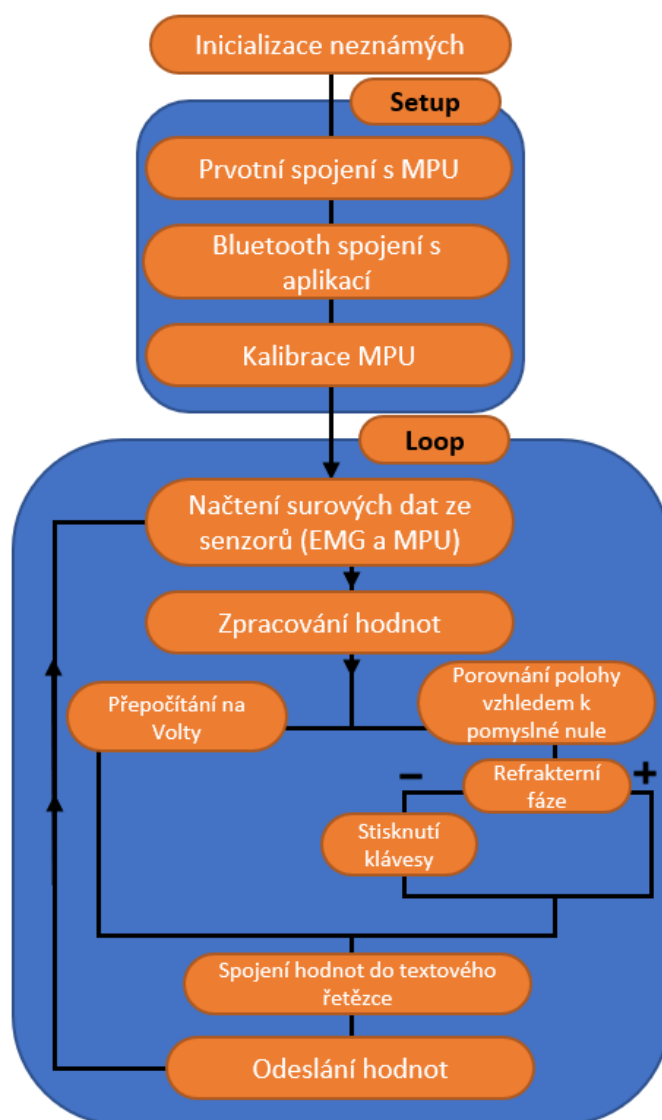 Inicializace neznámých
Setup
Prvotní spojení s MPU
Bluetooth spojení s
aplikací
Kalibrace MPU
Loop
Načtení surových dat ze
senzorů (EMG a MPU)
Zpracování hodnot
Přepočítání na
Volty
Porovnání polohy
vzhledem k
pomyslné nule
–
+
Refrakterní
fáze
Stisknutí
klávesy
Spojení hodnot do textového
řetězce
Odeslání hodnot